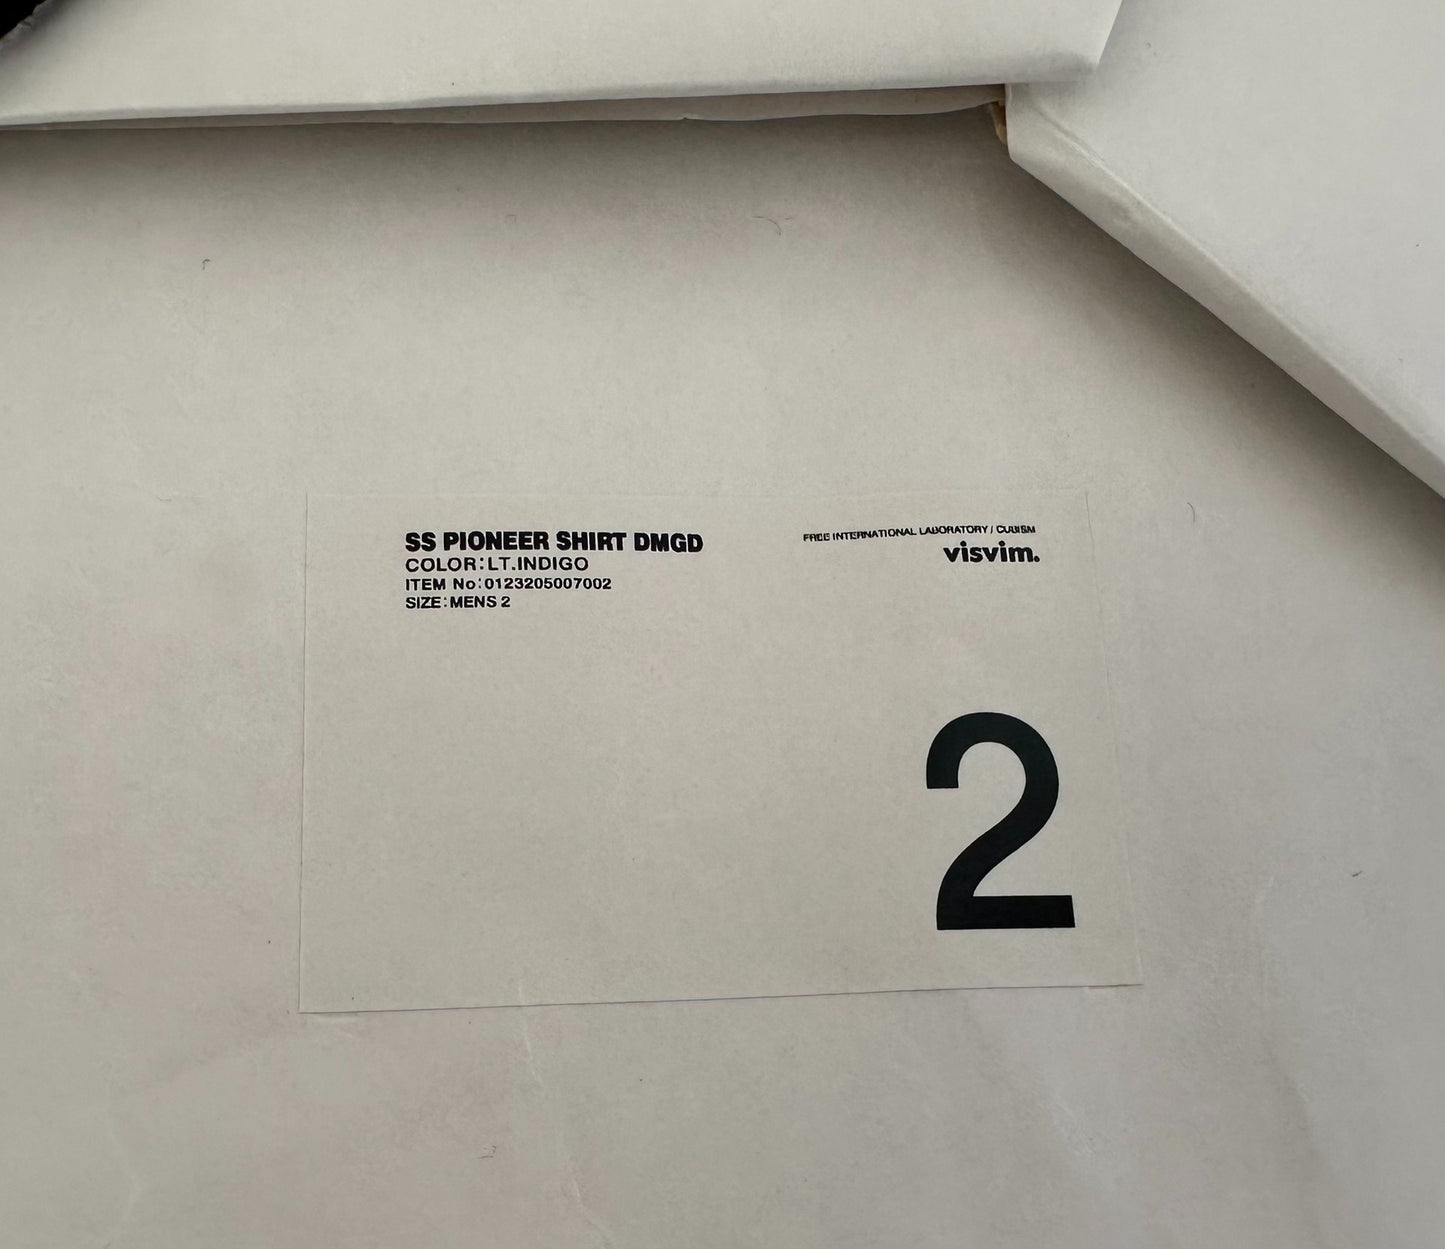 SS PIONEER SHIRT DMGD
COLOR:LT.INDIGO
ITEM No:0123205007002
SIZE:MENS 2
FREE INTERNATIONAL LABORATORY / CUBISM
visvim.
2